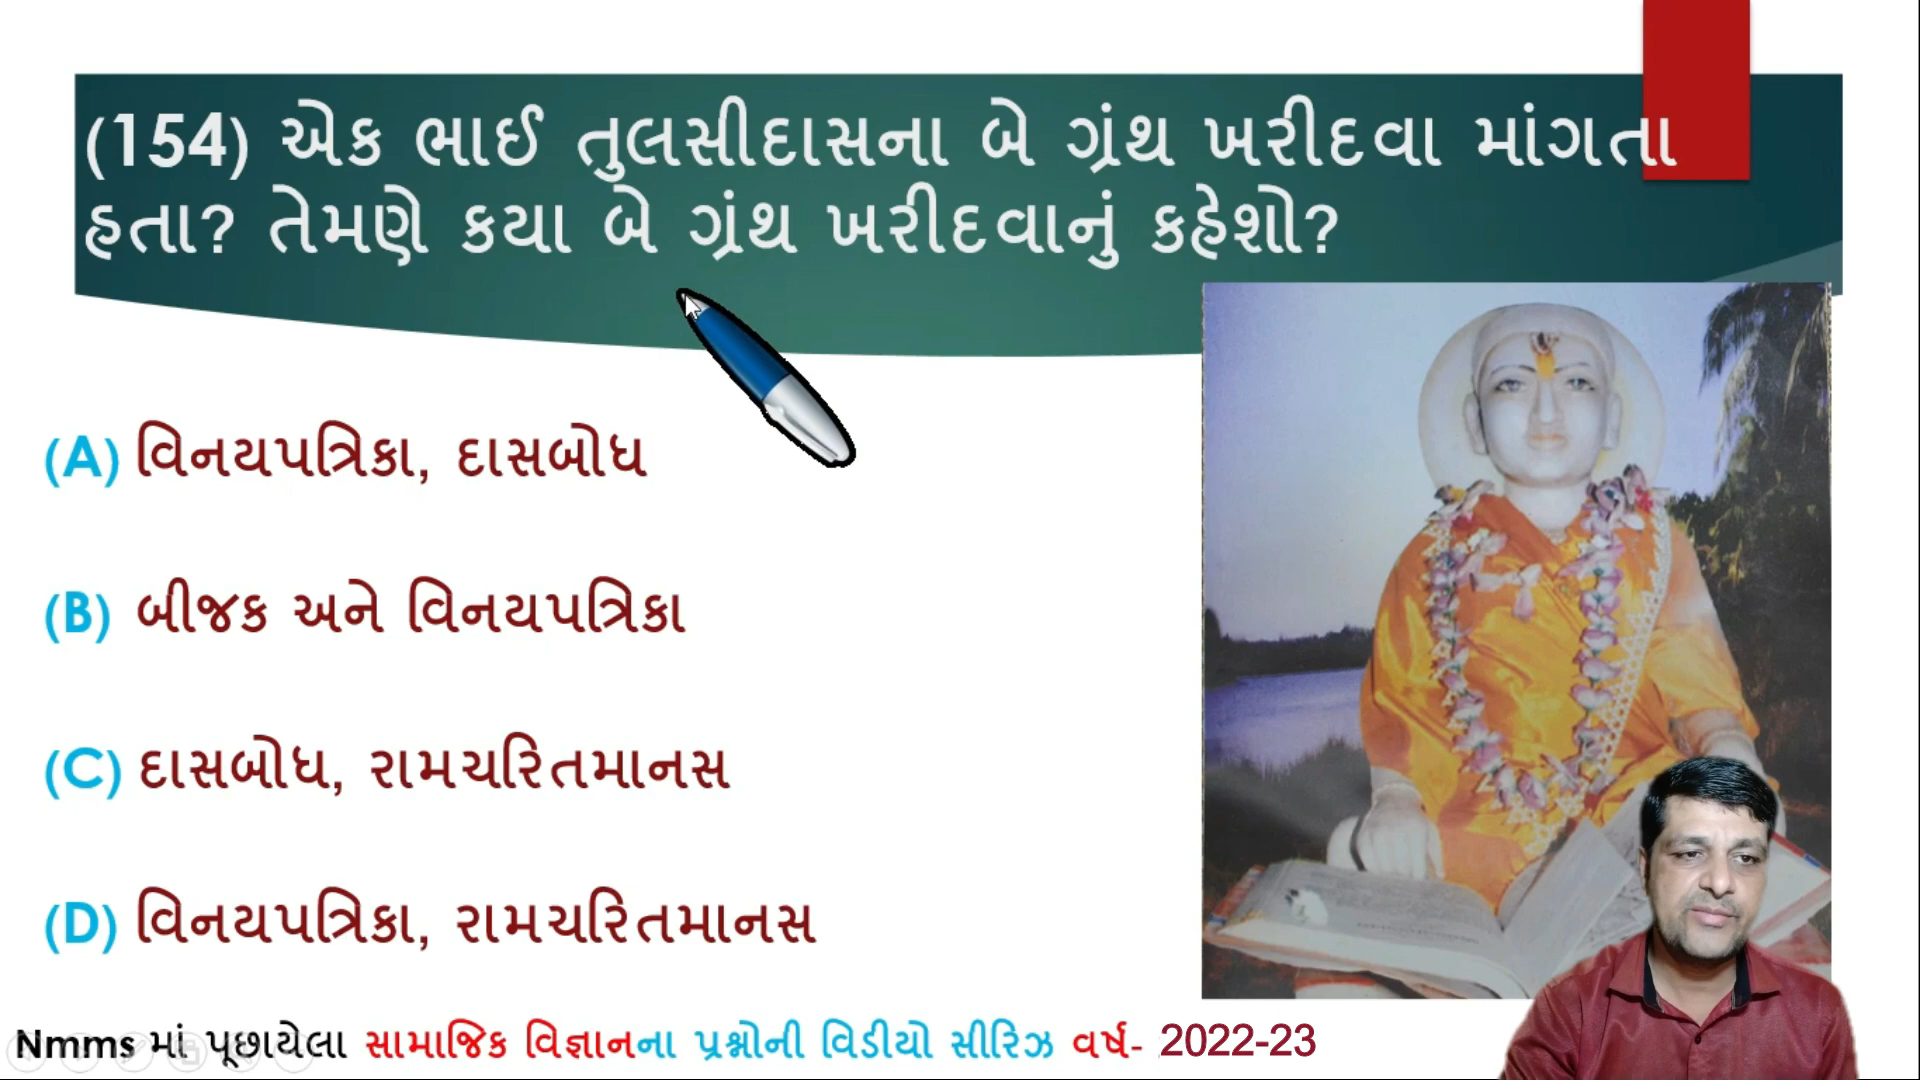 (154) એક ભાઈ તુલસીદાસના બે ગ્રંથ ખરીદવા માંગતા
હતા? તેમણે કયા બે ગ્રંથ ખરીદવાનું કહેશો?
(A) વિનયપત્રિકા, દાસબોધ
(B) બીજક અને વિનયપત્રિકા
(C) દાસબોધ, રામચરિતમાનસ
(D) વિનયપત્રિકા, રામચરિતમાનસ
Nmms માં પૂછાયેલા સામાજિક વિજ્ઞાનના પ્રશ્નોની વિડીયો સીરિઝ વર્ષ- 2022-23